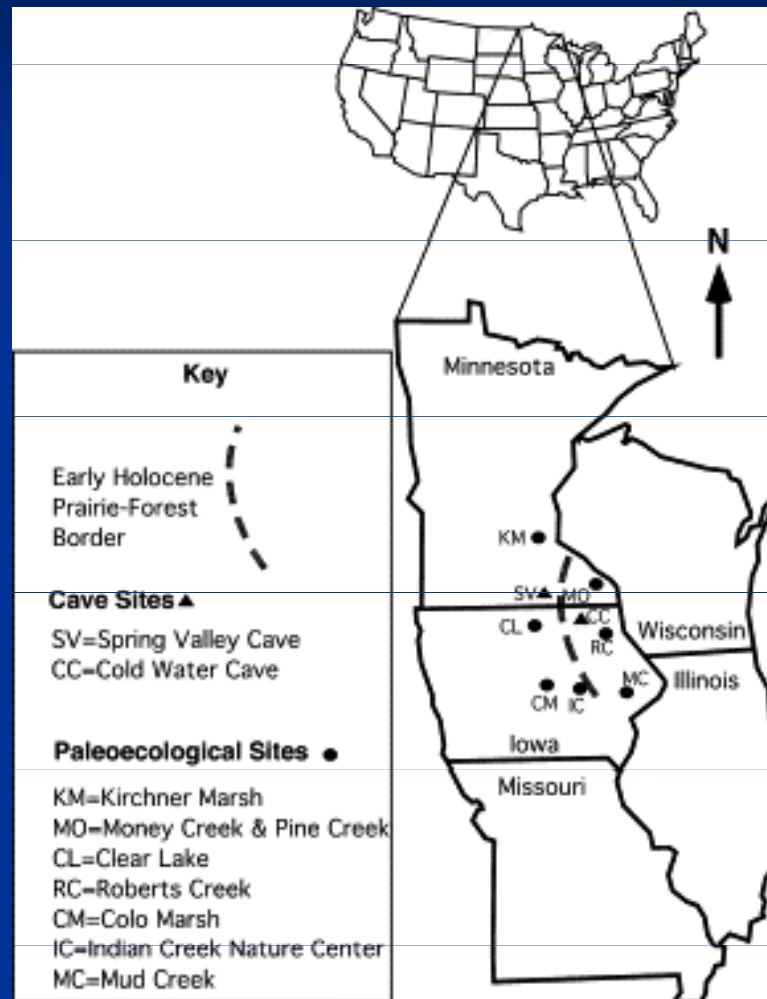 N
Minnesota
Key
Early Holocene
Prairie-Forest
Border
KM
Cave Sites
SV MO
SV=Spring Valley Cave
CC=Cold Water Cave
CC
CL
RC
Wisconsin
MC
Illinois
CM IC
Iowa
Paleoecological Sites
Missouri
KM=Kirchner Marsh
MO=Money Creek & Pine Creek
CL=Clear Lake
RC=Roberts Creek
CM=Colo Marsh
IC=Indian Creek Nature Center
MC=Mud Creek